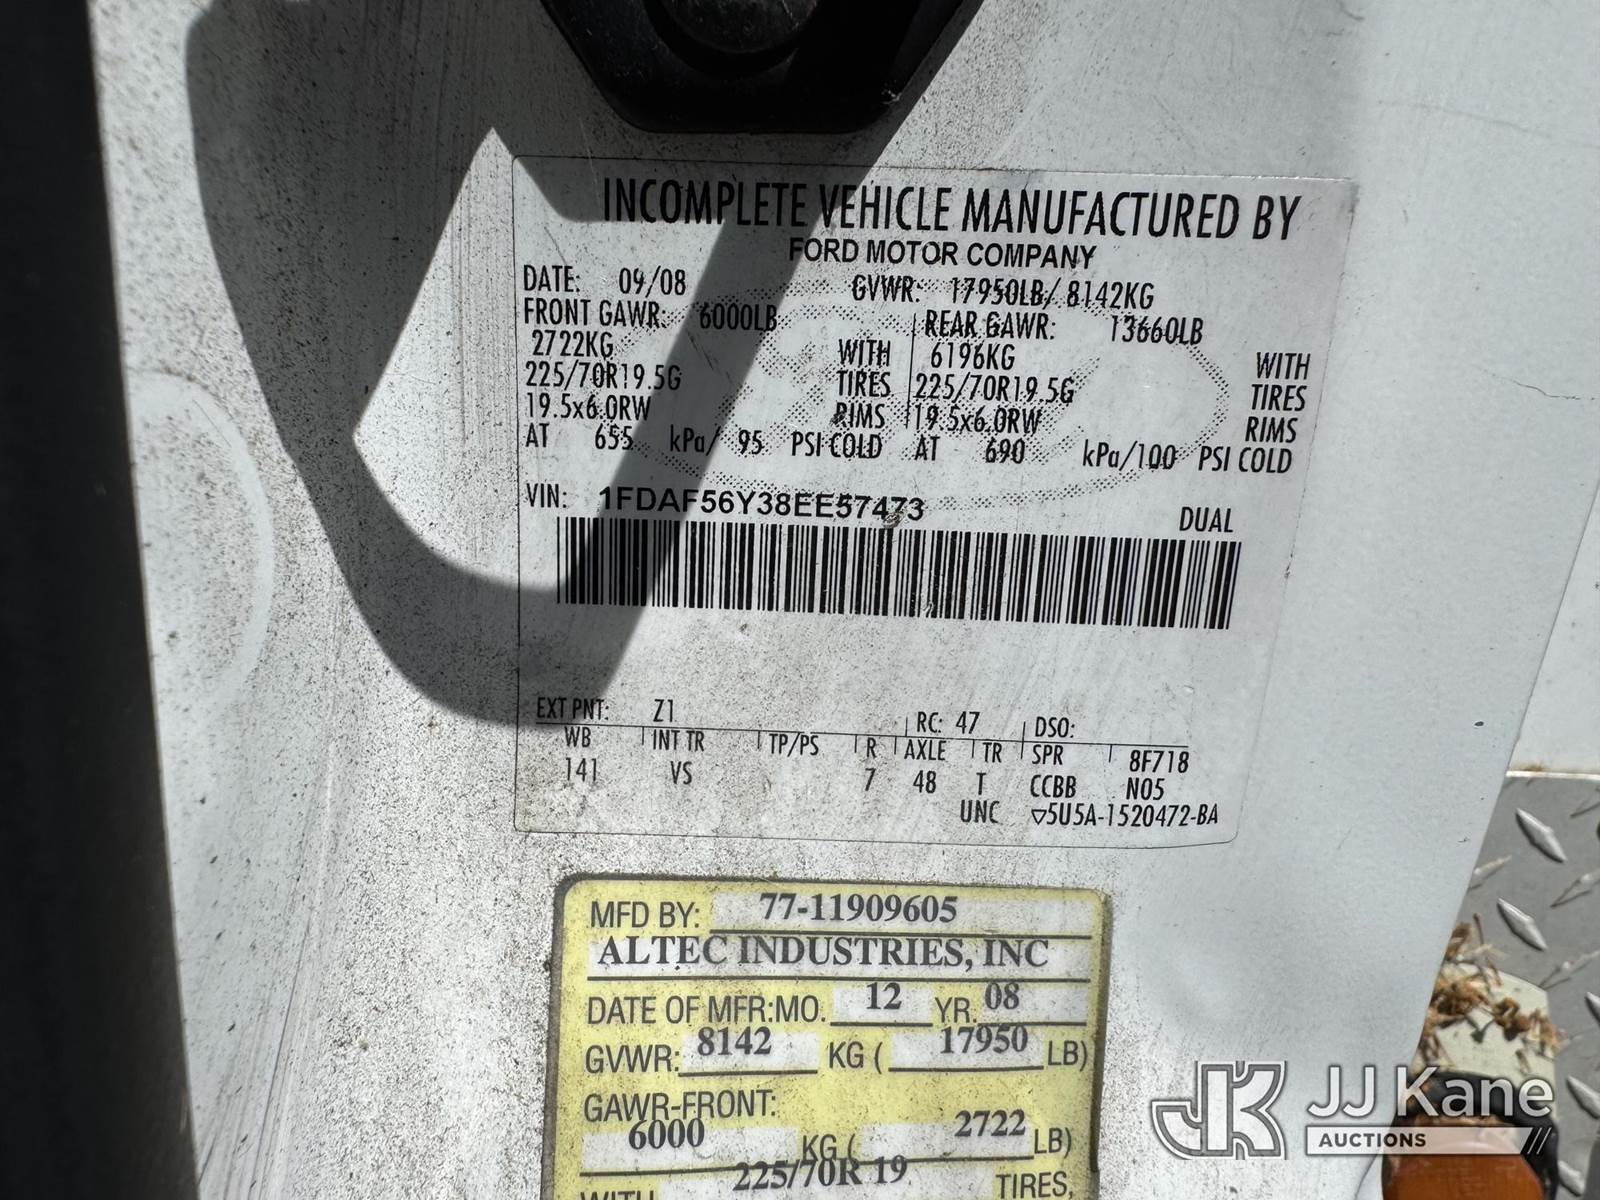 INCOMPLETE VEHICLE MANUFACTURED BY
FORD MOTOR COMPANY
DATE: 09/08 GVWR: 17950LB/ 8142KG
FRONT GAWR: 6000LB REAR GAWR: 13660LB
2722KG WITH 6196KG WITH
225/70R19.5G TIRES 225/70R19.5G TIRES
19.5x6.0RW RIMS 19.5x6.0RW RIMS
AT 655 kPa/ 95 PSI COLD AT 690 kPa/100 PSI COLD
VIN: 1FDAF56Y38EE57473
DUAL
EXT PNT: Z1 RC: 47 DSO:
WB INT TR TP/PS R AXLE TR SPR 8F718
141 VS 7 48 T CCBB N05
UNC ▽5U5A-1520472-BA
MFD BY: 77-11909605
ALTEC INDUSTRIES, INC
DATE OF MFR:MO. 12 YR. 08
GVWR: 8142 KG ( 17950 LB)
GAWR-FRONT:
6000 KG ( 2722 LB)
WITH 225/70R 19 TIRES,
JK JJ Kane
AUCTIONS